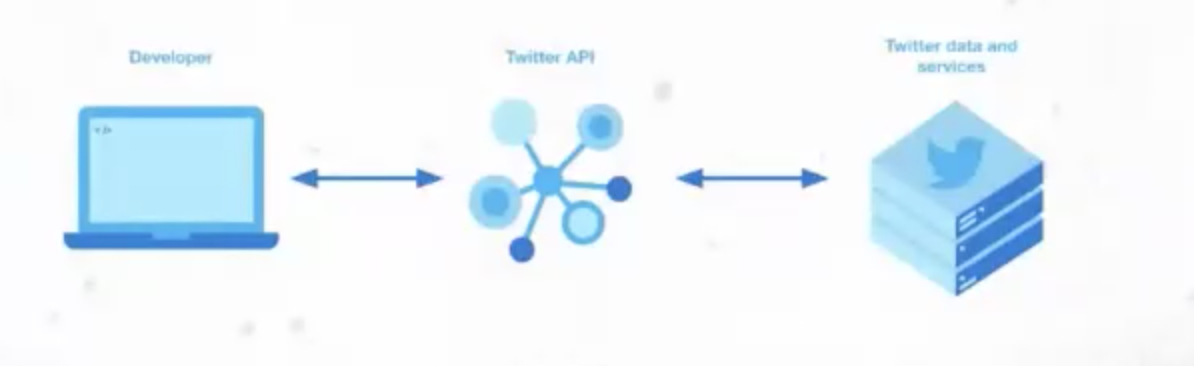 Developer
Twitter API
Twitter data and
services
</>